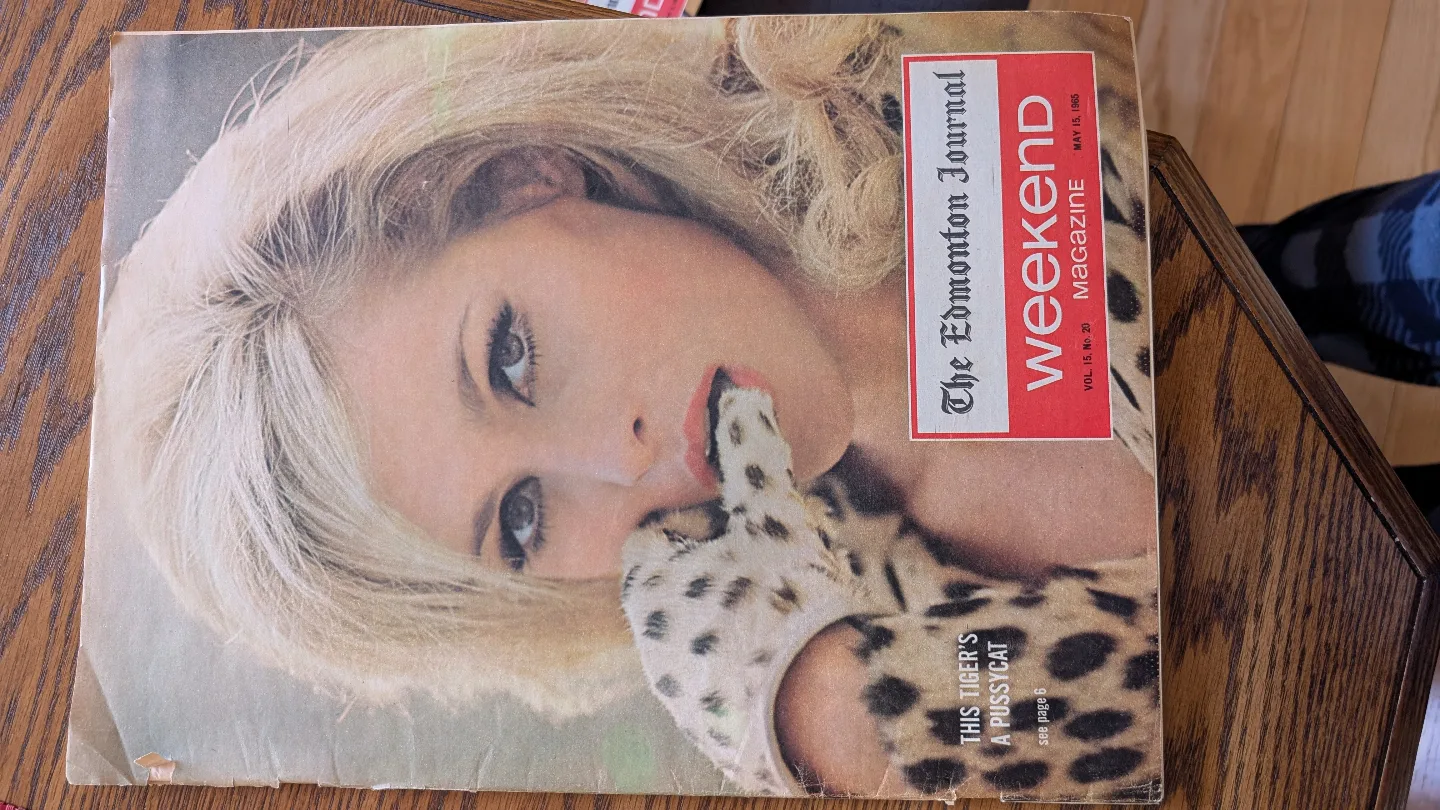 The Edmonton Journal
weekend
magazine
VOL. 15, No. 20
MAY 15, 1965
THIS TIGER'S
A PUSSYCAT
see page 6